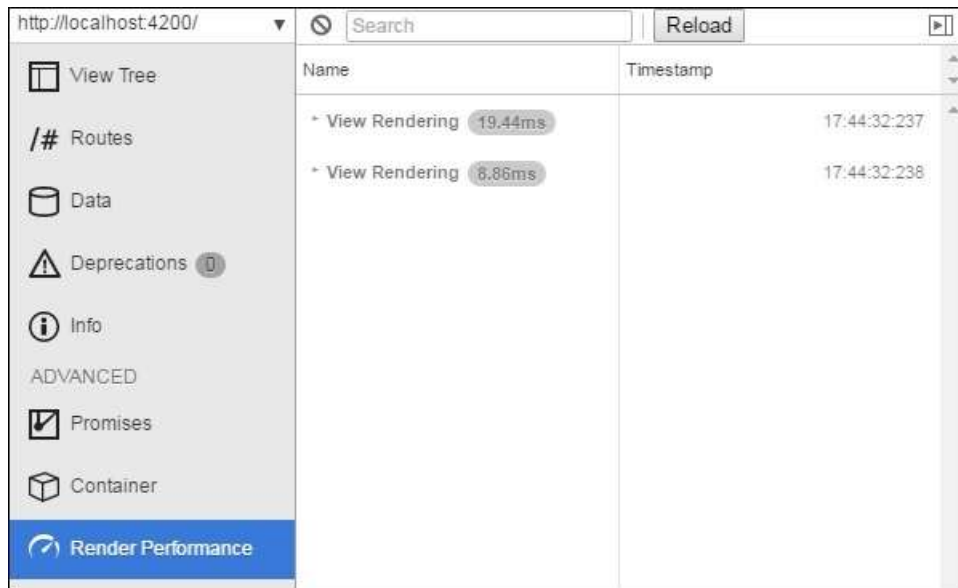 http://localhost:4200/
Search
Reload
View Tree
Routes
Data
Deprecations 0
Info
ADVANCED
Promises
Container
Render Performance
Name Timestamp
View Rendering 19.44ms 17:44:32:237
View Rendering 8.86ms 17:44:32:238